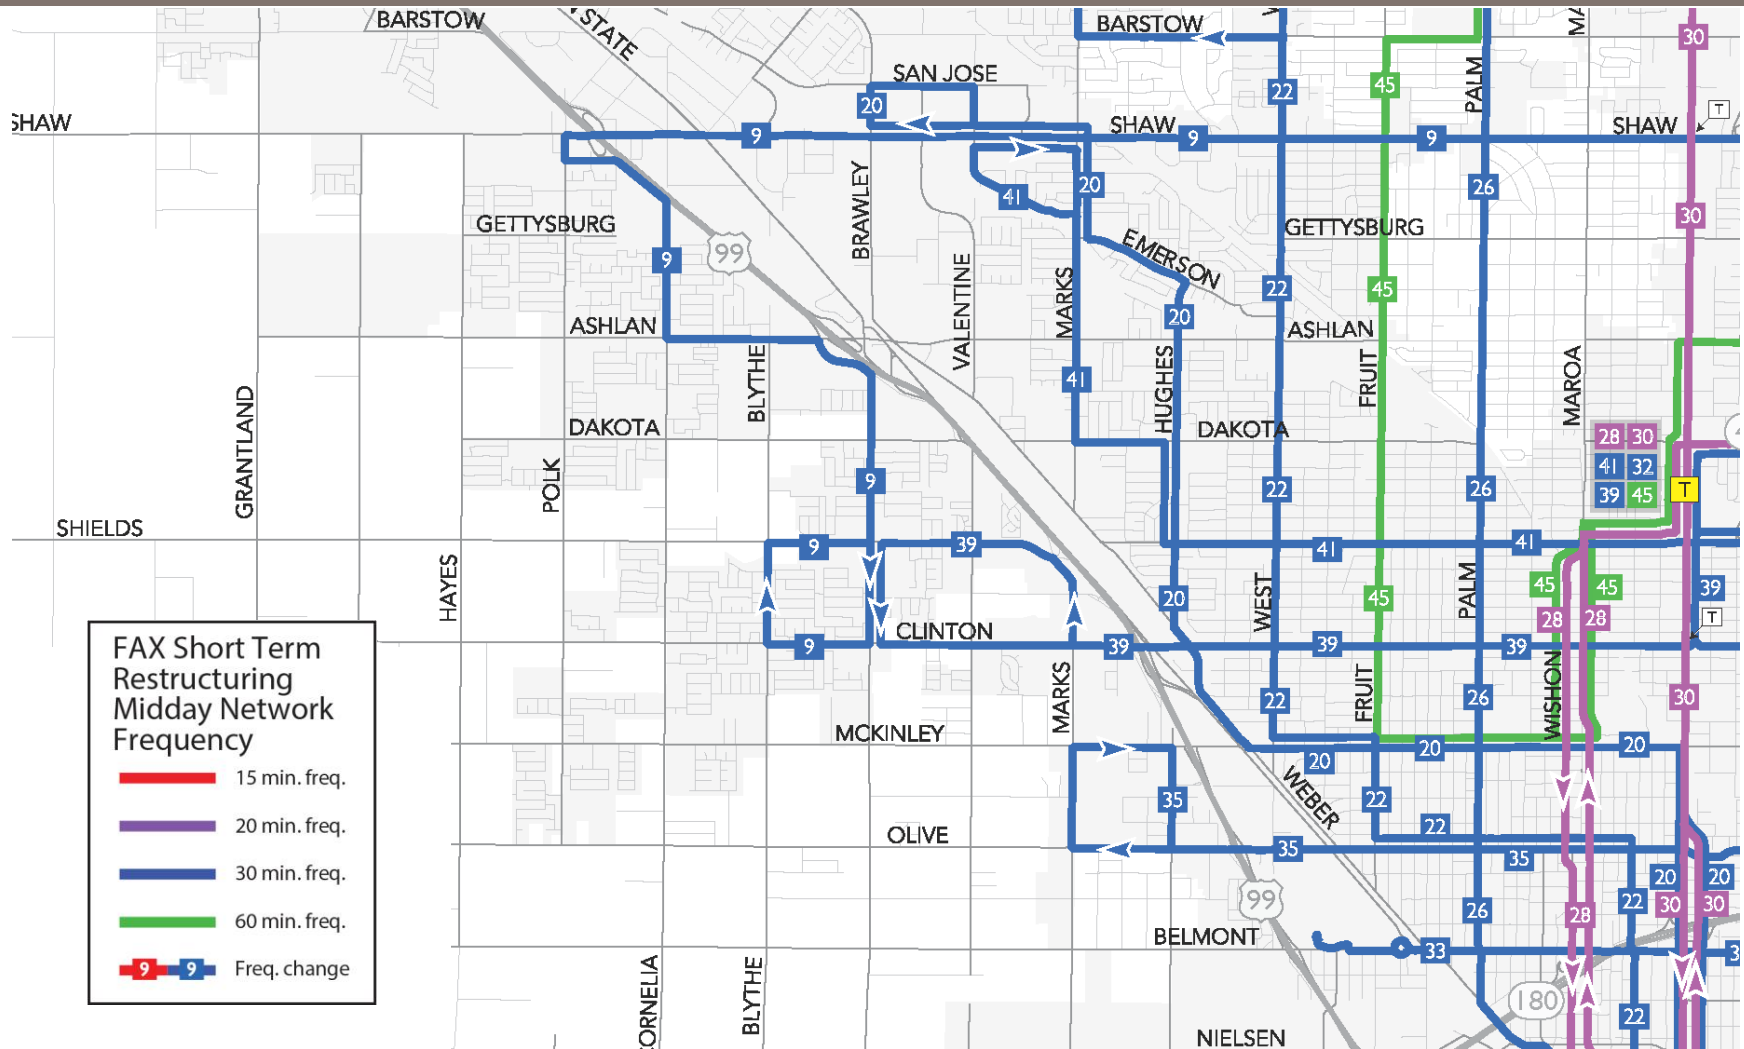 BARSTOW
STATE
BARSTOW
30
SAN JOSE
20
22
45
PALM
T
SHAW
9
SHAW
9
9
SHAW
BRAWLEY
20
26
41
30
GETTYSBURG
EMERSON
GETTYSBURG
99
9
VALENTINE
MARKS
22
45
20
ASHLAN
ASHLAN
BLYTHE
HUGHES
FRUIT
MAROA
41
GRANTLAND
DAKOTA
DAKOTA
28 30
41 32
39 45
T
POLK
9
22
26
SHIELDS
9
39
41
41
HAYES
WEST
PALM
45
45
39
20
45
28
28
T
CLINTON
9
39
39
39
MARKS
FRUIT
WISHON
22
26
30
MCKINLEY
20
20
20
WEBER
35
22
22
OLIVE
35
35
20
20
99
26
28
22
30
30
BELMONT
33
3
CORNELIA
BLYTHE
180
22
NIELSEN
FAX Short Term
Restructuring
Midday Network
Frequency
15 min. freq.
20 min. freq.
30 min. freq.
60 min. freq.
9 9 Freq. change